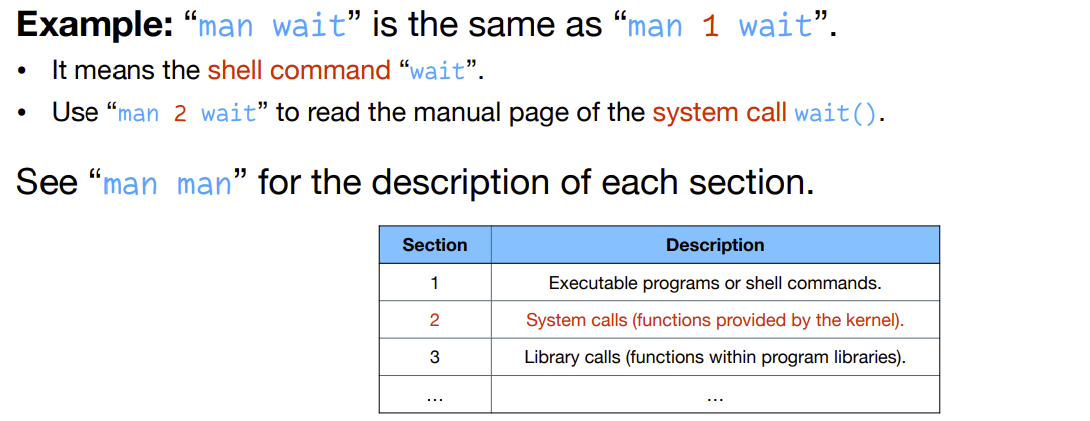 Example: “man wait” is the same as “man 1 wait”.
• It means the shell command “wait”.
• Use “man 2 wait” to read the manual page of the system call wait().
See “man man” for the description of each section.
Section Description
1 Executable programs or shell commands.
2 System calls (functions provided by the kernel).
3 Library calls (functions within program libraries).
... ...